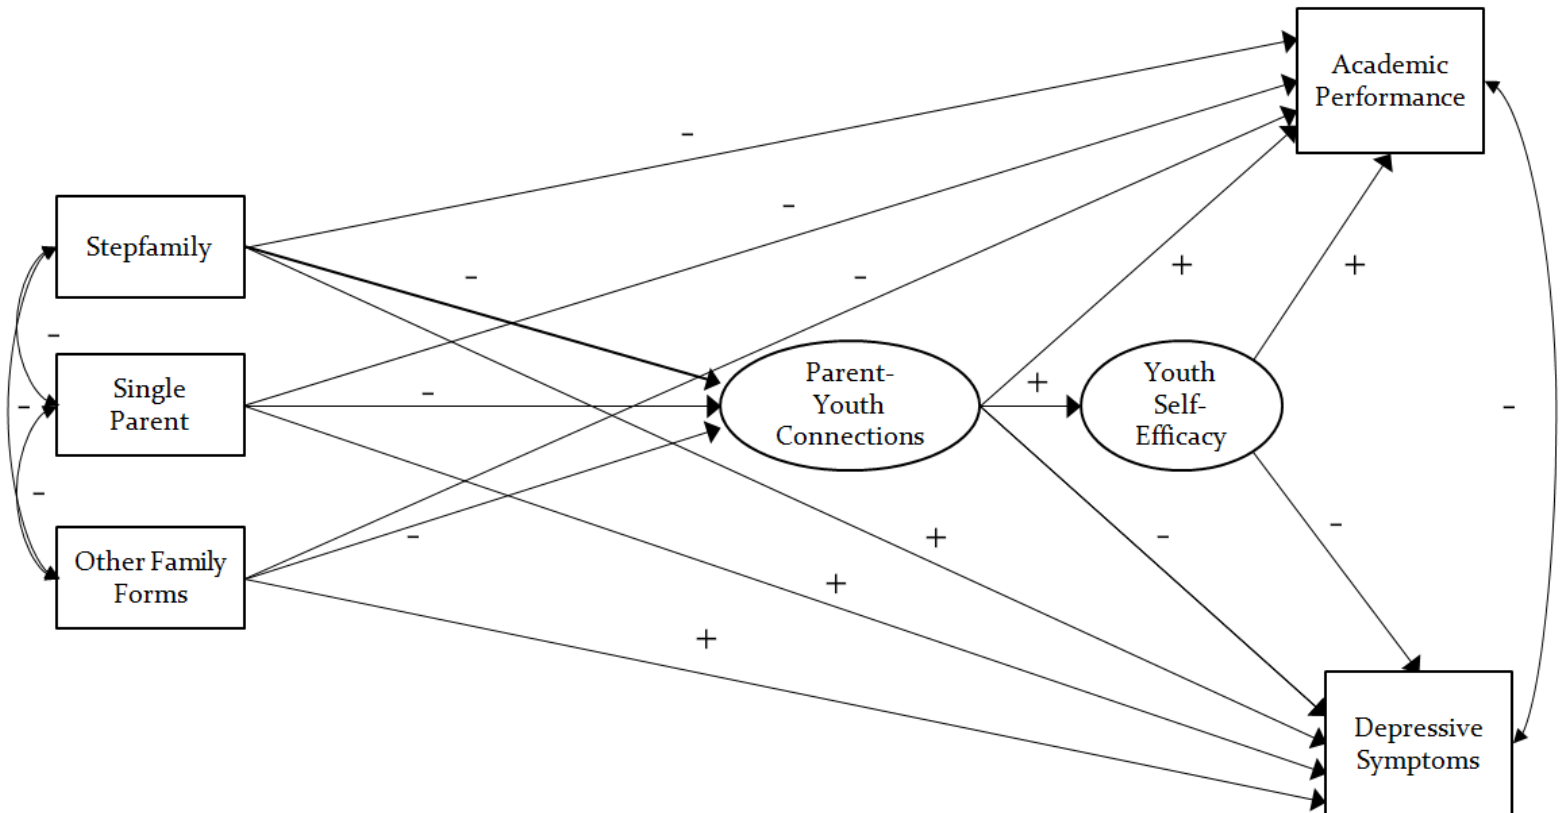 Academic
Performance
-
-
Stepfamily
+
+
-
-
-
Single
Parent
-
Parent-
Youth
Connections
+
Youth
Self-
Efficacy
-
-
-
Other Family
Forms
-
+
-
-
+
+
Depressive
Symptoms